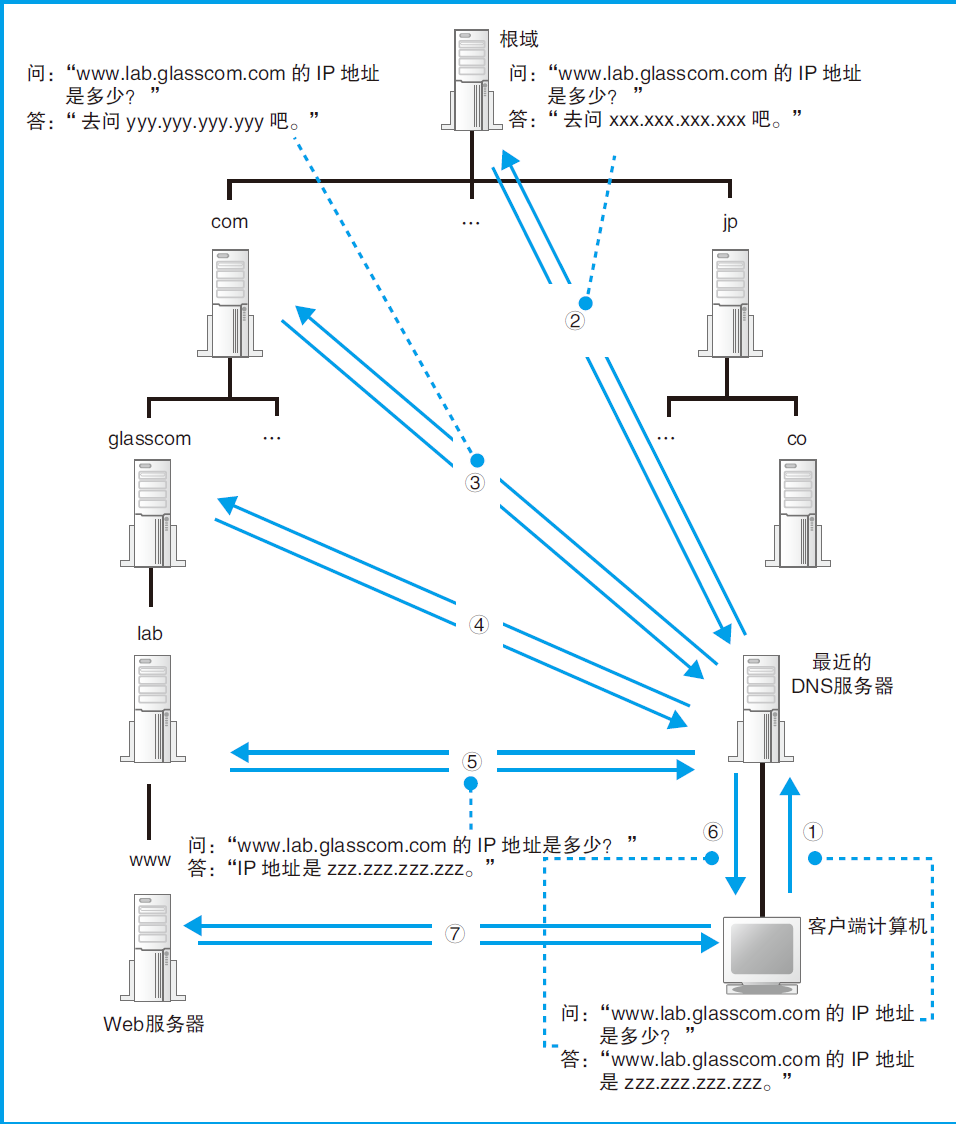 根域
问：“www.lab.glasscom.com 的 IP 地址
是多少？”
答：“去问 yyy.yyy.yyy.yyy 吧。”
问：“www.lab.glasscom.com 的 IP 地址
是多少？”
答：“去问 xxx.xxx.xxx.xxx 吧。”
com
…
jp
②
glasscom
…
…
co
③
④
lab
最近的
DNS服务器
⑤
⑥
①
问：“www.lab.glasscom.com 的 IP 地址是多少？”
答：“IP 地址是 zzz.zzz.zzz.zzz。”
www
⑦
客户端计算机
Web服务器
问：“www.lab.glasscom.com 的 IP 地址
是多少？”
答：“www.lab.glasscom.com 的 IP 地址
是 zzz.zzz.zzz.zzz。”